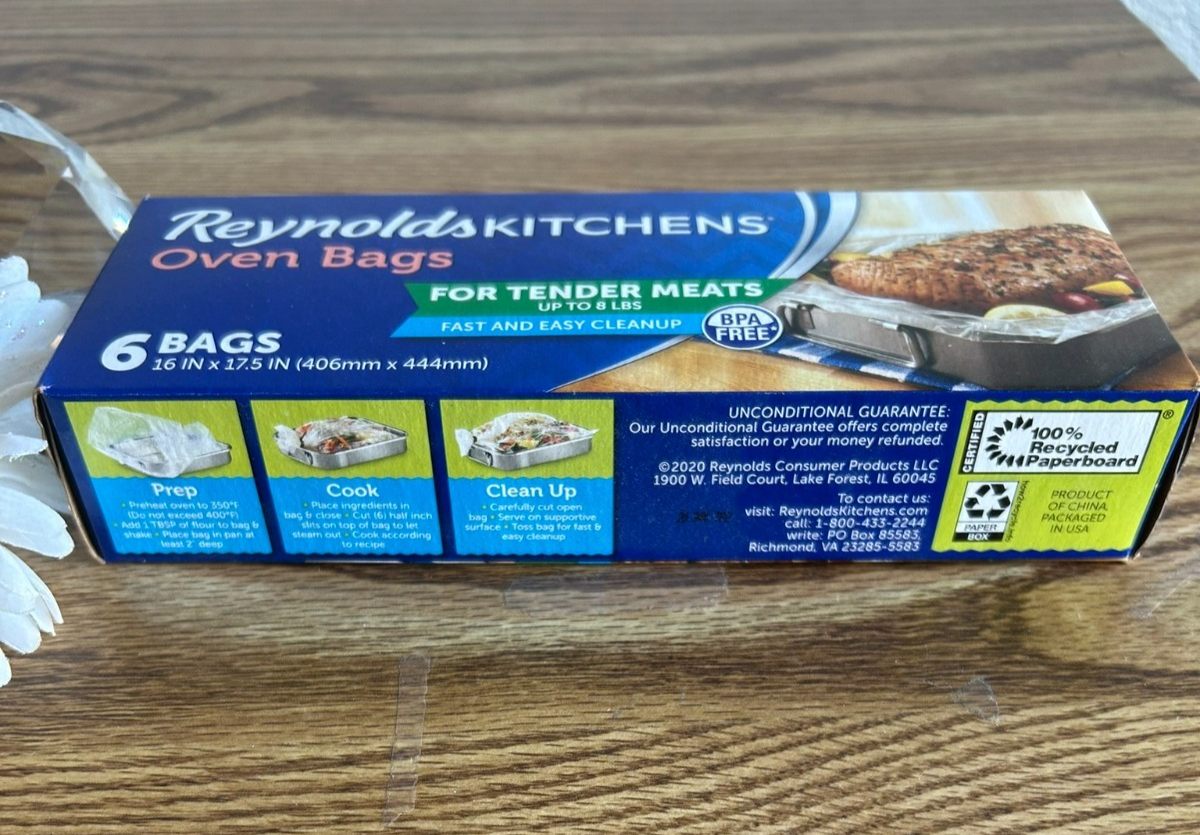 Reynolds KITCHENS
Oven Bags
FOR TENDER MEATS
UP TO 8 LBS
FAST AND EASY CLEANUP
BPA
FREE
6 BAGS
16 IN x 17.5 IN (406mm x 444mm)
Prep
• Preheat oven to 350°F
(Do not exceed 400°F)
• Add 1 TBSP of flour to bag &
shake • Place bag in pan at
least 2" deep
Cook
• Place ingredients in
bag & close • Cut (6) half inch
slits on top of bag to let
steam out • Cook according
to recipe
Clean Up
• Carefully cut open
bag • Serve on supportive
surface • Toss bag for fast &
easy cleanup
UNCONDITIONAL GUARANTEE:
Our Unconditional Guarantee offers complete
satisfaction or your money refunded.
©2020 Reynolds Consumer Products LLC
1900 W. Field Court, Lake Forest, IL 60045
To contact us:
visit: ReynoldsKitchens.com
call: 1-800-433-2244
write: PO Box 85583,
Richmond, VA 23285-5583
CERTIFIED
100%
Recycled
Paperboard
®
PAPER
BOX
how2recycle.info
PRODUCT
OF CHINA,
PACKAGED
IN USA